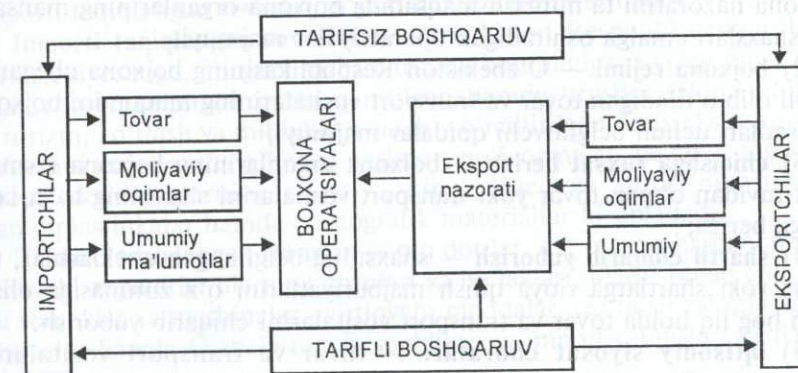 TARIFSIZ BOSHQARUV
IMPORTCHILAR
Tovar
Moliyaviy
oqimlar
Umumiy
ma'lumotlar
BOJXONA
OPERATSIYALARI
Eksport
nazorati
Tovar
Moliyaviy
oqimlar
Umumiy
EKSPORTCHILAR
TARIFLI BOSHQARUV